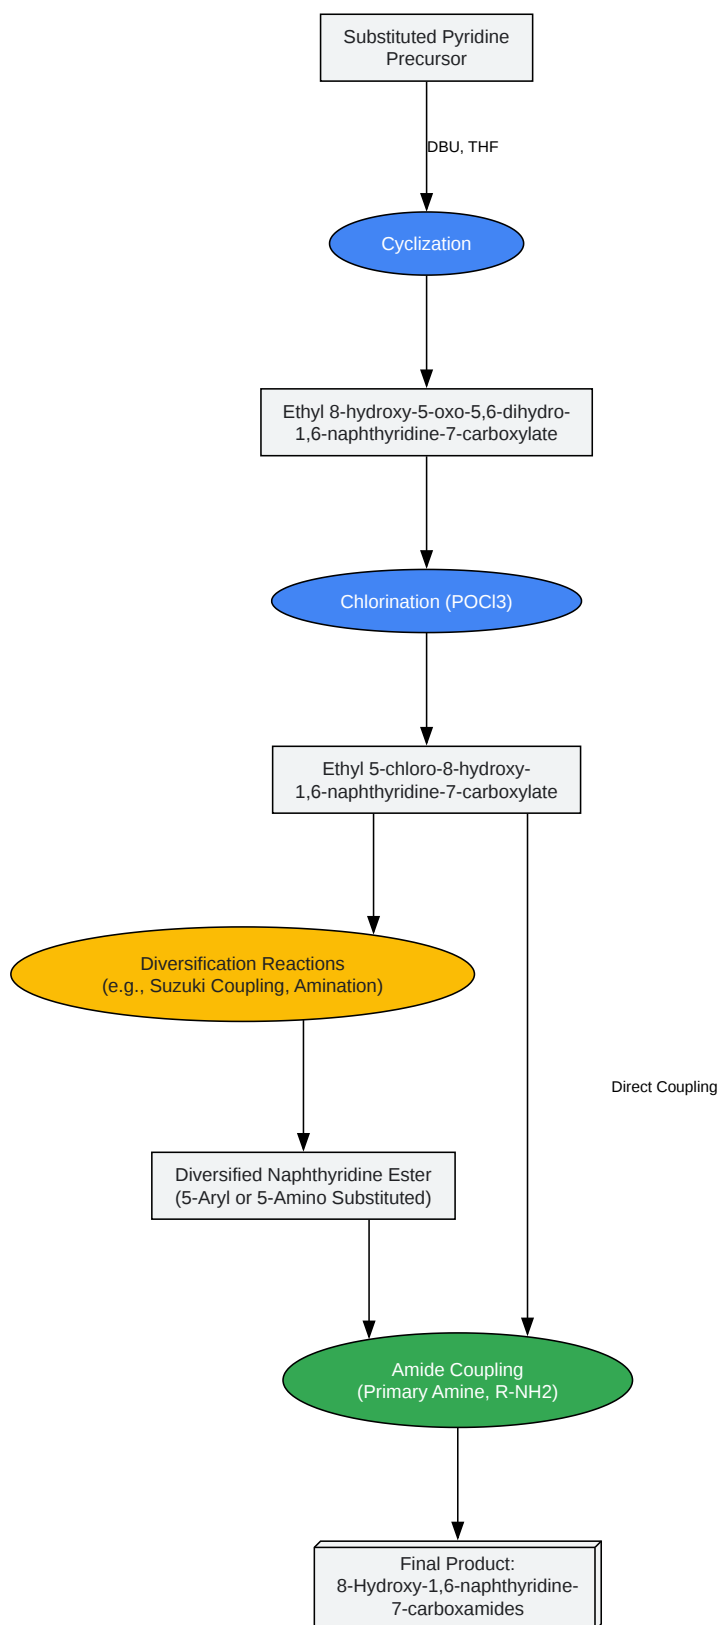 Substituted Pyridine
Precursor
DBU, THF
Cyclization
Ethyl 8-hydroxy-5-oxo-5,6-dihydro-
1,6-naphthyridine-7-carboxylate
Chlorination (POCl3)
Ethyl 5-chloro-8-hydroxy-
1,6-naphthyridine-7-carboxylate
Diversification Reactions
(e.g., Suzuki Coupling, Amination)
Direct Coupling
Diversified Naphthyridine Ester
(5-Aryl or 5-Amino Substituted)
Amide Coupling
(Primary Amine, R-NH2)
Final Product:
8-Hydroxy-1,6-naphthyridine-
7-carboxamides